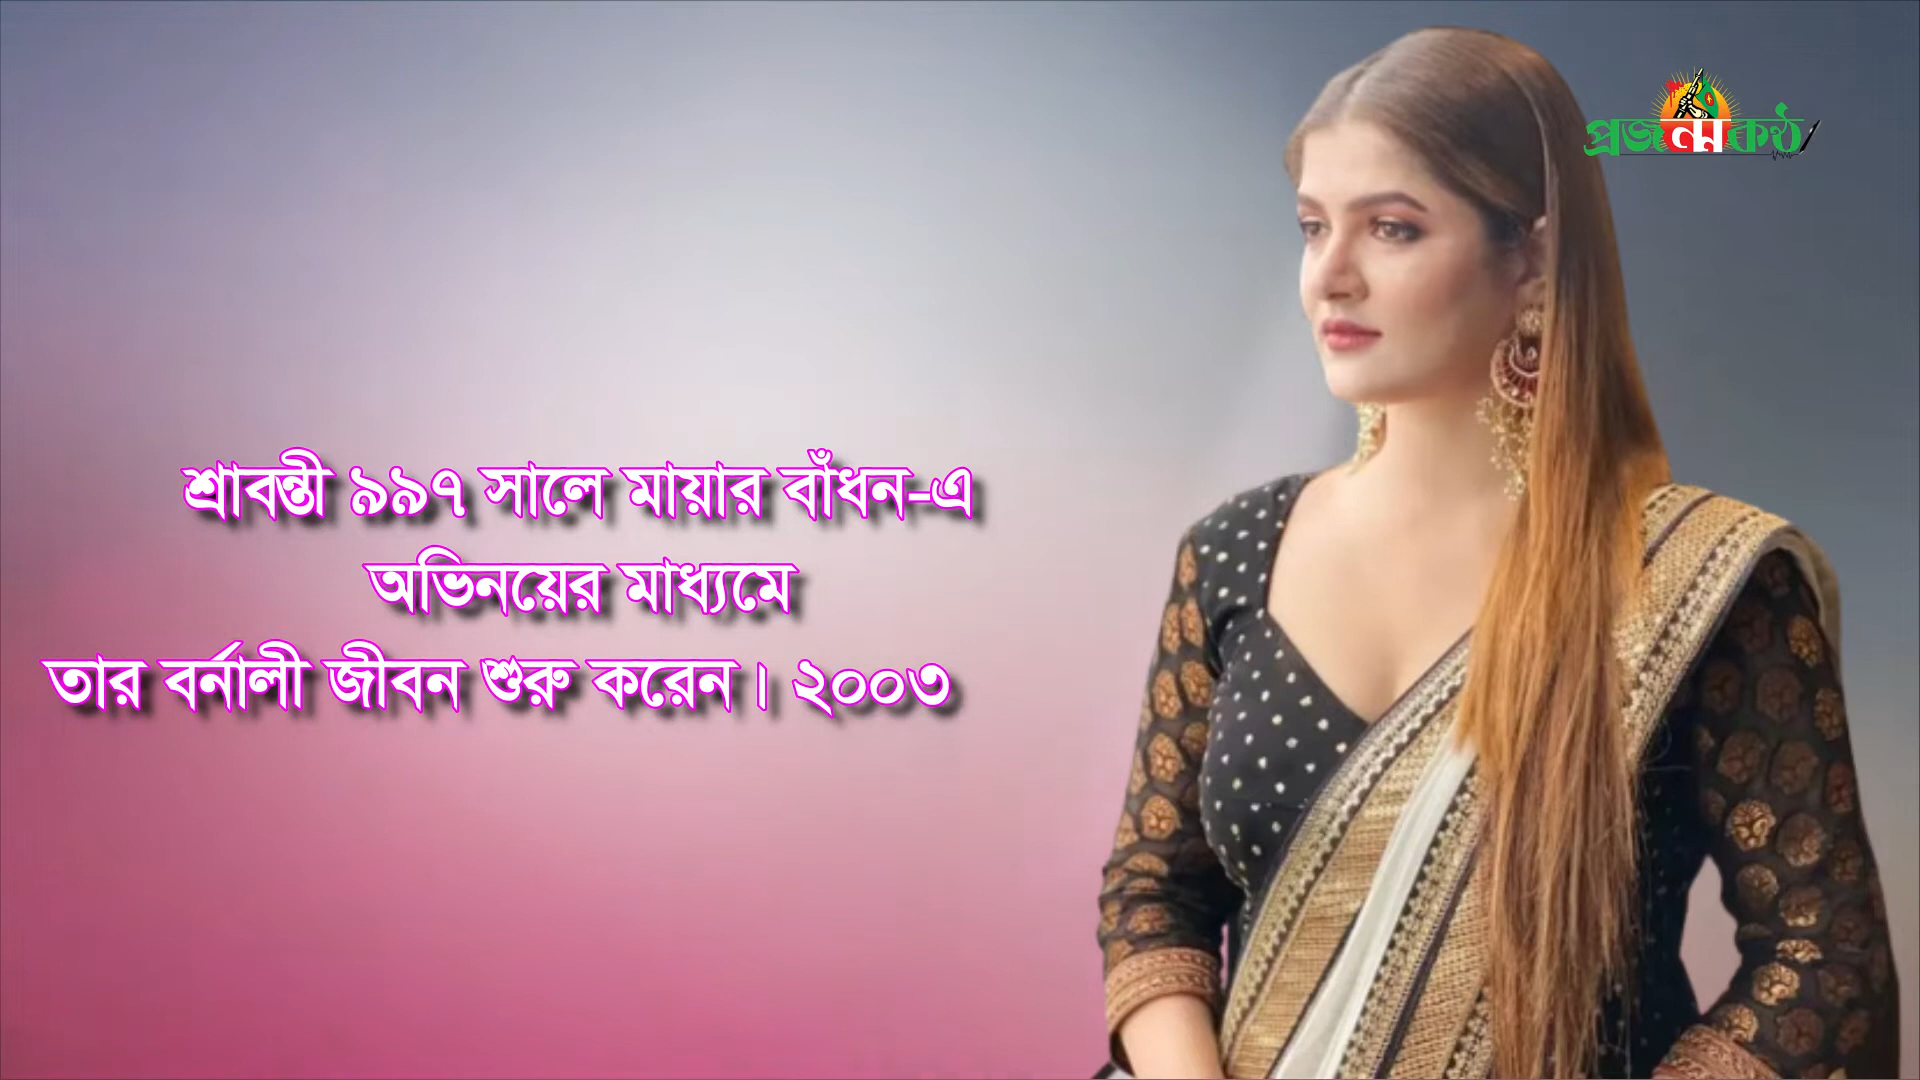 প্রজন্মকণ্ঠ
শ্রাবন্তী ৯৯৭ সালে মায়ার বাঁধন-এ
অভিনয়ের মাধ্যমে
তার বর্নালী জীবন শুরু করেন। ২০০৩